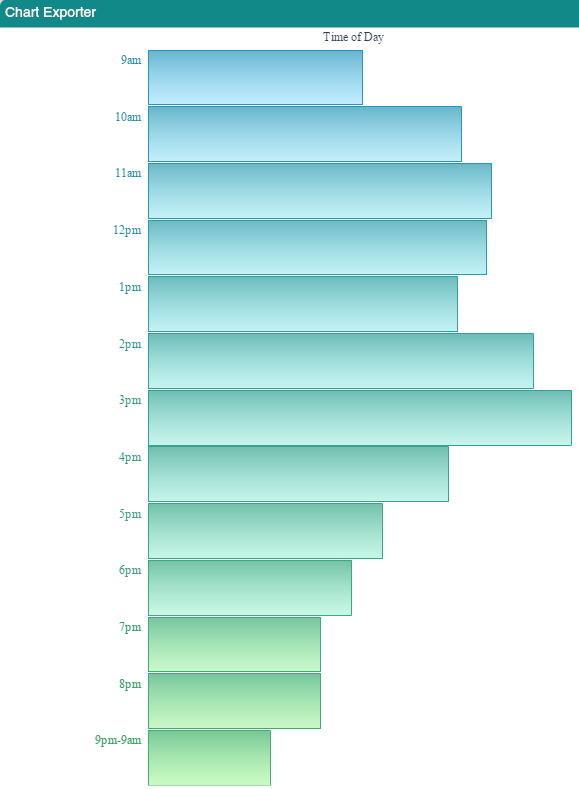 Chart Exporter
Time of Day
9am
10am
11am
12pm
1pm
2pm
3pm
4pm
5pm
6pm
7pm
8pm
9pm-9am